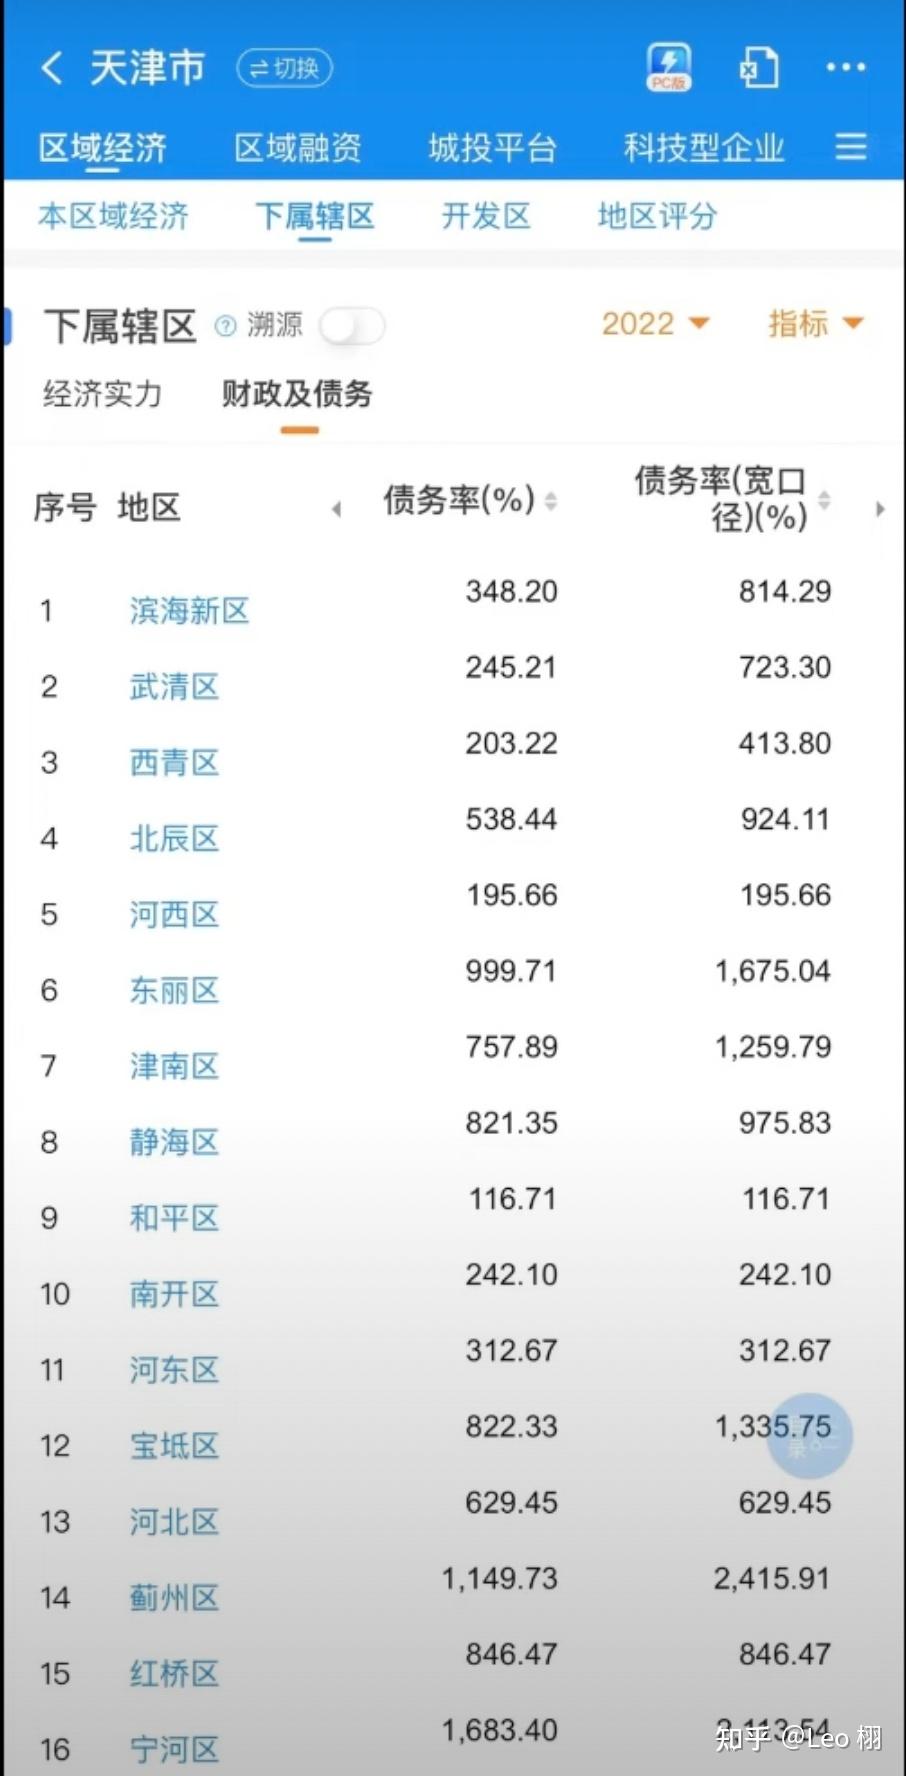 天津市 切换 PC版
区域经济 区域融资 城投平台 科技型企业
本区域经济 下属辖区 开发区 地区评分
下属辖区 ? 溯源 2022 指标
经济实力 财政及债务
序号 地区 债务率(%) 债务率(宽口
径)(%)
1 滨海新区 348.20 814.29
2 武清区 245.21 723.30
3 西青区 203.22 413.80
4 北辰区 538.44 924.11
5 河西区 195.66 195.66
6 东丽区 999.71 1,675.04
7 津南区 757.89 1,259.79
8 静海区 821.35 975.83
9 和平区 116.71 116.71
10 南开区 242.10 242.10
11 河东区 312.67 312.67
12 宝坻区 822.33 1,335.75
13 河北区 629.45 629.45
14 蓟州区 1,149.73 2,415.91
15 红桥区 846.47 846.47
16 宁河区 1,683.40
知乎 @Leo 栩